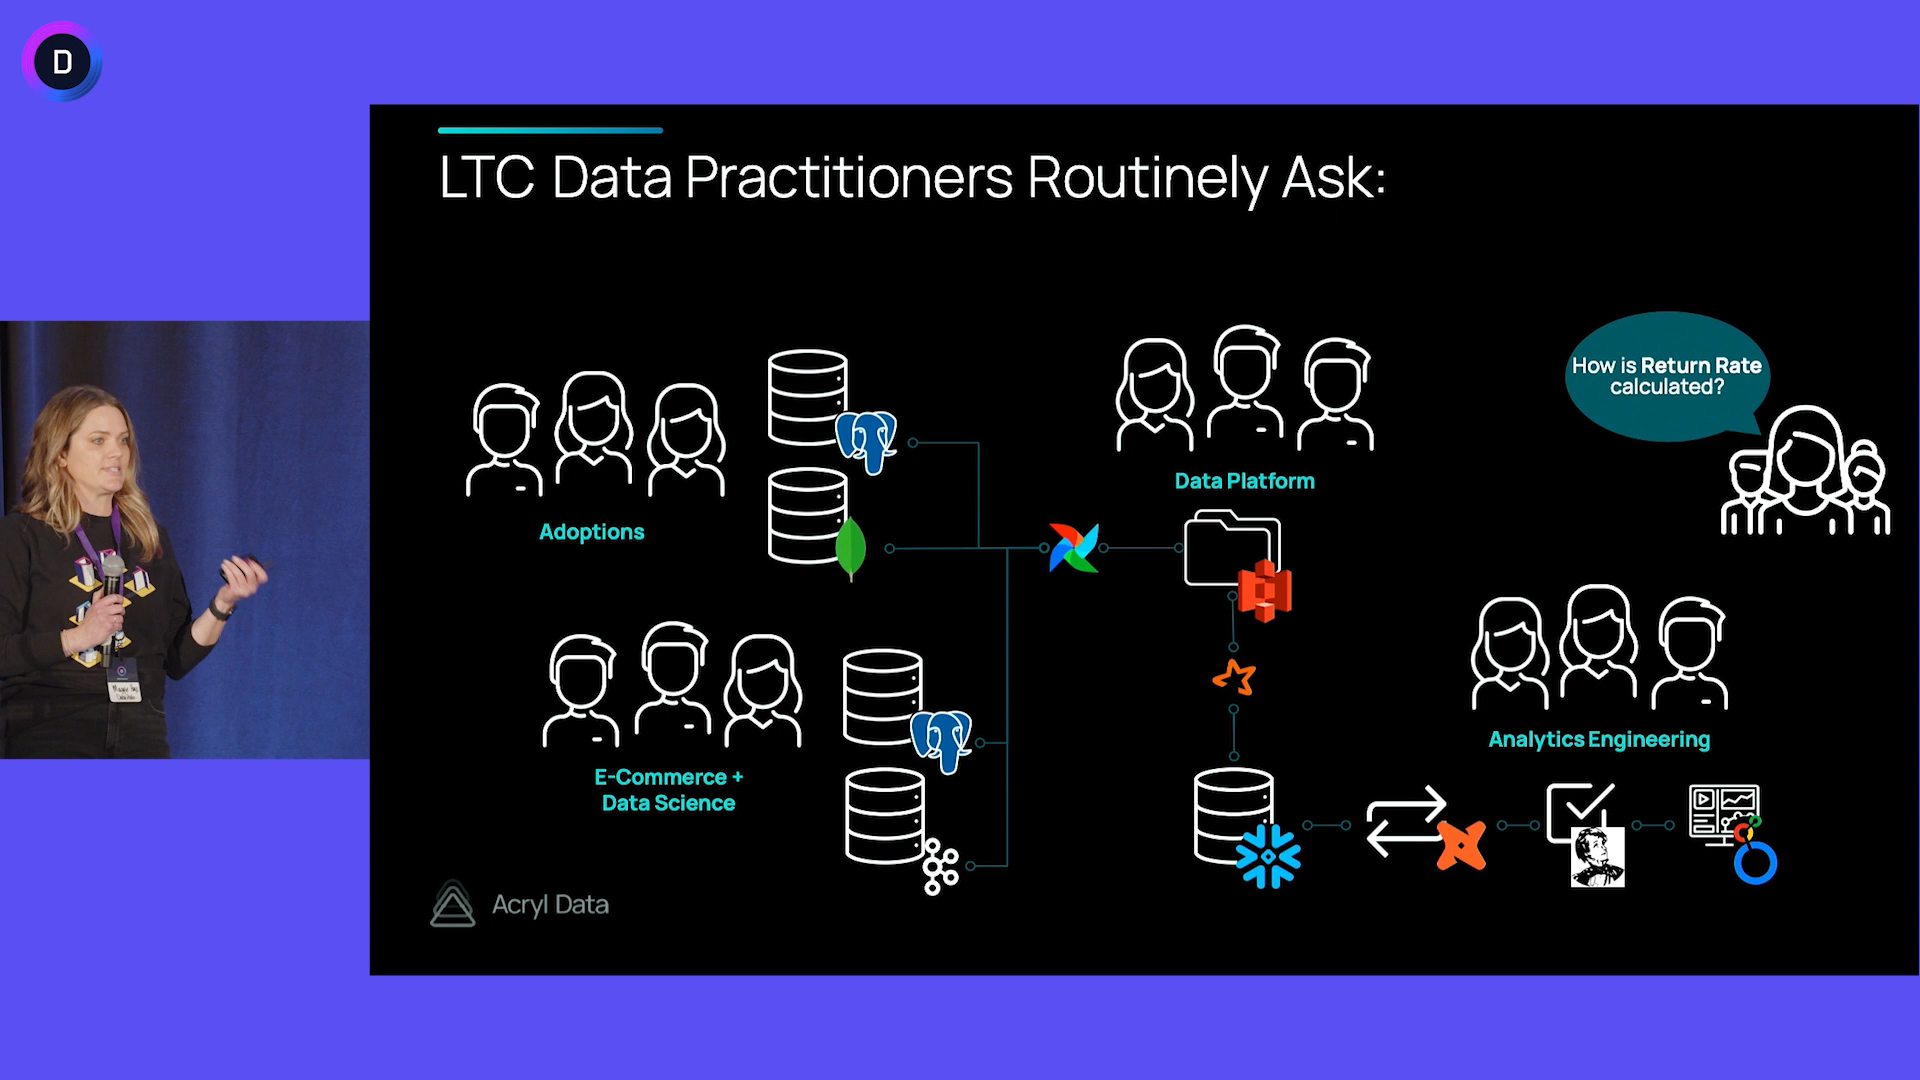 D
LTC Data Practitioners Routinely Ask:
How is Return Rate
calculated?
Adoptions
Data Platform
E-Commerce +
Data Science
Analytics Engineering
Acryl Data